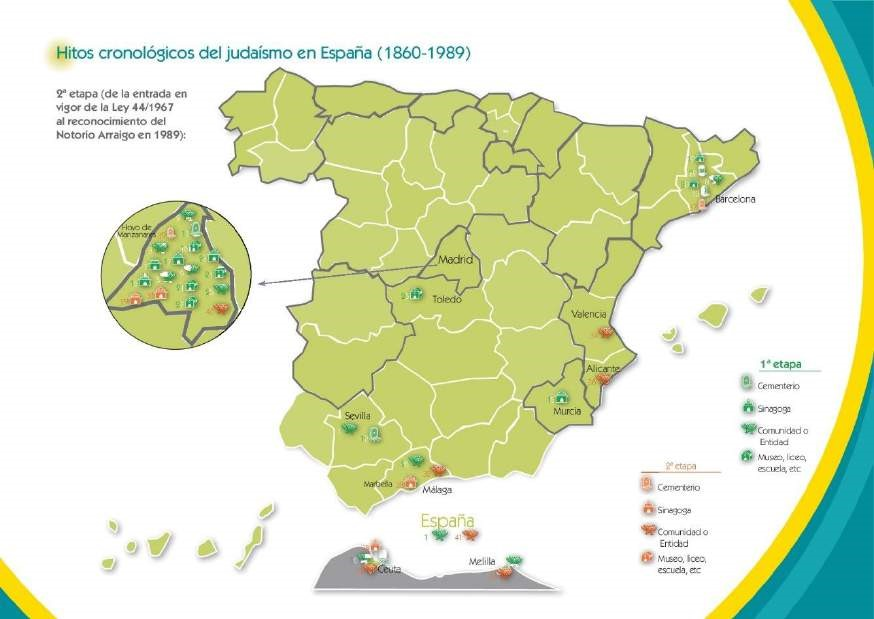 Hitos cronológicos del judaísmo en España (1860-1989)
2ª etapa (de la entrada en
vigor de la Ley 44/1967
al reconocimiento del
Notorio Arraigo en 1989):
Hoyo de
Manzanares
Barcelona
Madrid
Toledo
Valencia
Alicante
Murcia
Sevilla
Marbella
Málaga
España
1
41
Ceuta
Melilla
1ª etapa
Cementerio
Sinagoga
Comunidad o
Entidad
Museo, liceo,
escuela, etc
2ª etapa
Cementerio
Sinagoga
Comunidad o
Entidad
Museo, liceo,
escuela, etc